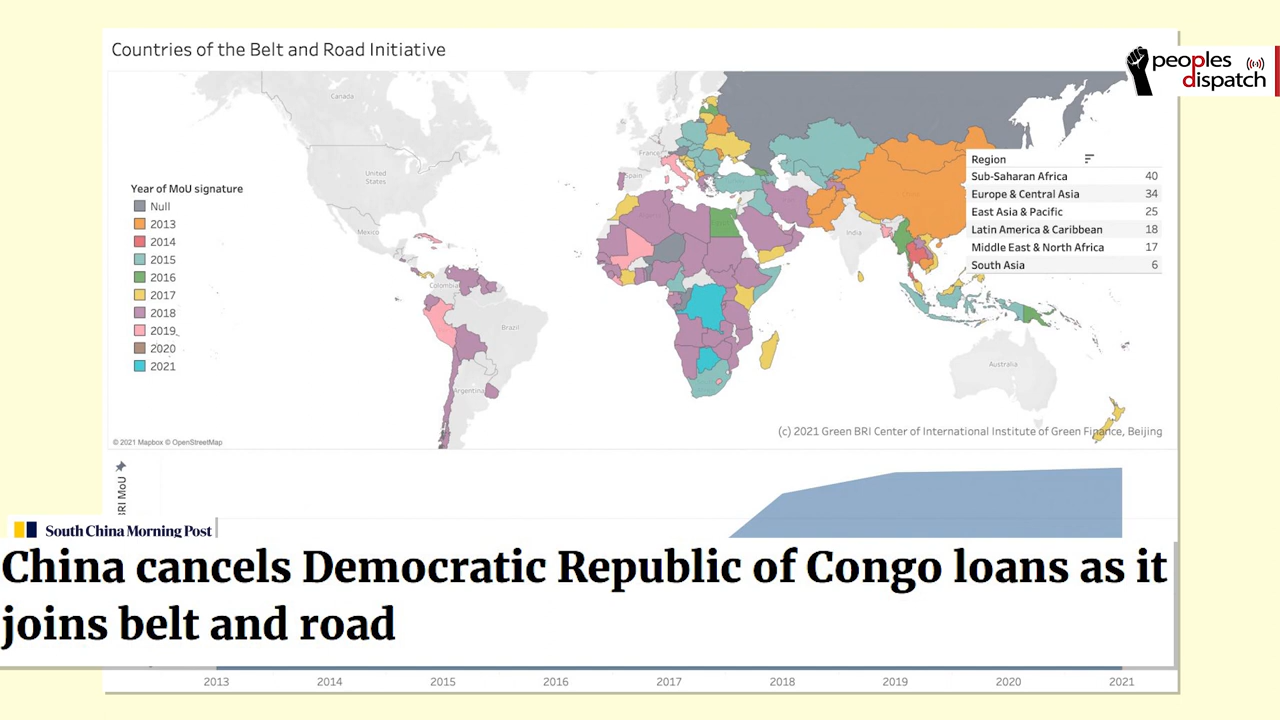 Countries of the Belt and Road Initiative
peoples
dispatch
Canada
United
States
Mexico
Colombia
Brazil
Argentina
France
Spain
India
Australia
Year of MoU signature
Null
2013
2014
2015
2016
2017
2018
2019
2020
2021
Region
Sub-Saharan Africa 40
Europe & Central Asia 34
East Asia & Pacific 25
Latin America & Caribbean 18
Middle East & North Africa 17
South Asia 6
© 2021 Mapbox © OpenStreetMap
(c) 2021 Green BRI Center of International Institute of Green Finance, Beijing
BRI MoU
South China Morning Post
China cancels Democratic Republic of Congo loans as it
joins belt and road
2013 2014 2015 2016 2017 2018 2019 2020 2021